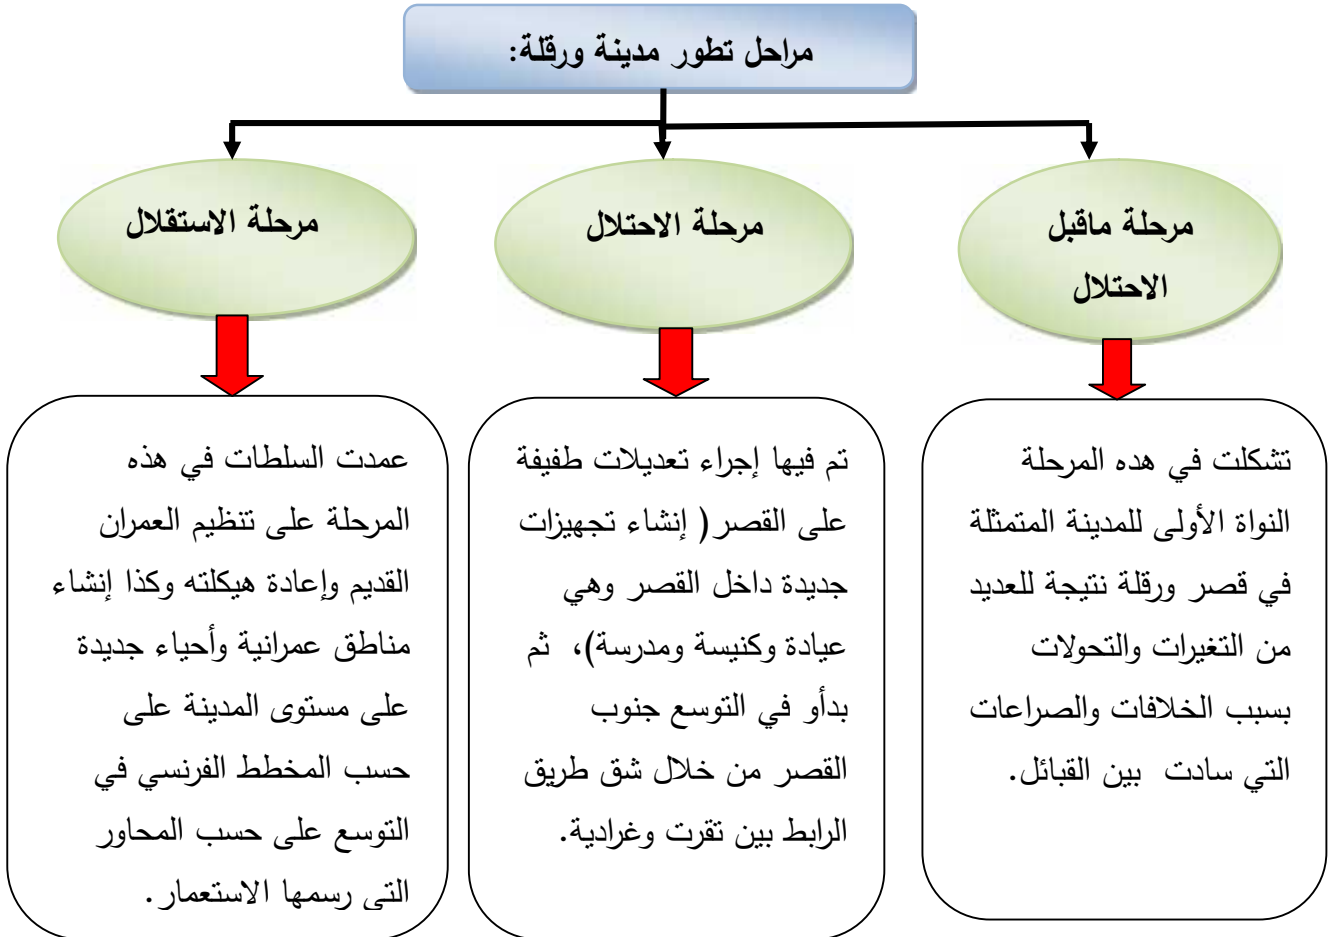 مراحل تطور مدينة ورقلة:
مرحلة ماقبل
الاحتلال
مرحلة الاحتلال
مرحلة الاستقلال
تشكلت في هده المرحلة
النواة الأولى للمدينة المتمثلة
في قصر ورقلة نتيجة للعديد
من التغيرات والتحولات
بسبب الخلافات والصراعات
التي سادت بين القبائل.
تم فيها إجراء تعديلات طفيفة
على القصر( إنشاء تجهيزات
جديدة داخل القصر وهي
عيادة وكنيسة ومدرسة)، ثم
بدأو في التوسع جنوب
القصر من خلال شق طريق
الرابط بين تقرت وغرادية.
عمدت السلطات في هذه
المرحلة على تنظيم العمران
القديم وإعادة هيكلته وكذا إنشاء
مناطق عمرانية وأحياء جديدة
على مستوى المدينة على
حسب المخطط الفرنسي في
التوسع على حسب المحاور
التي رسمها الاستعمار.